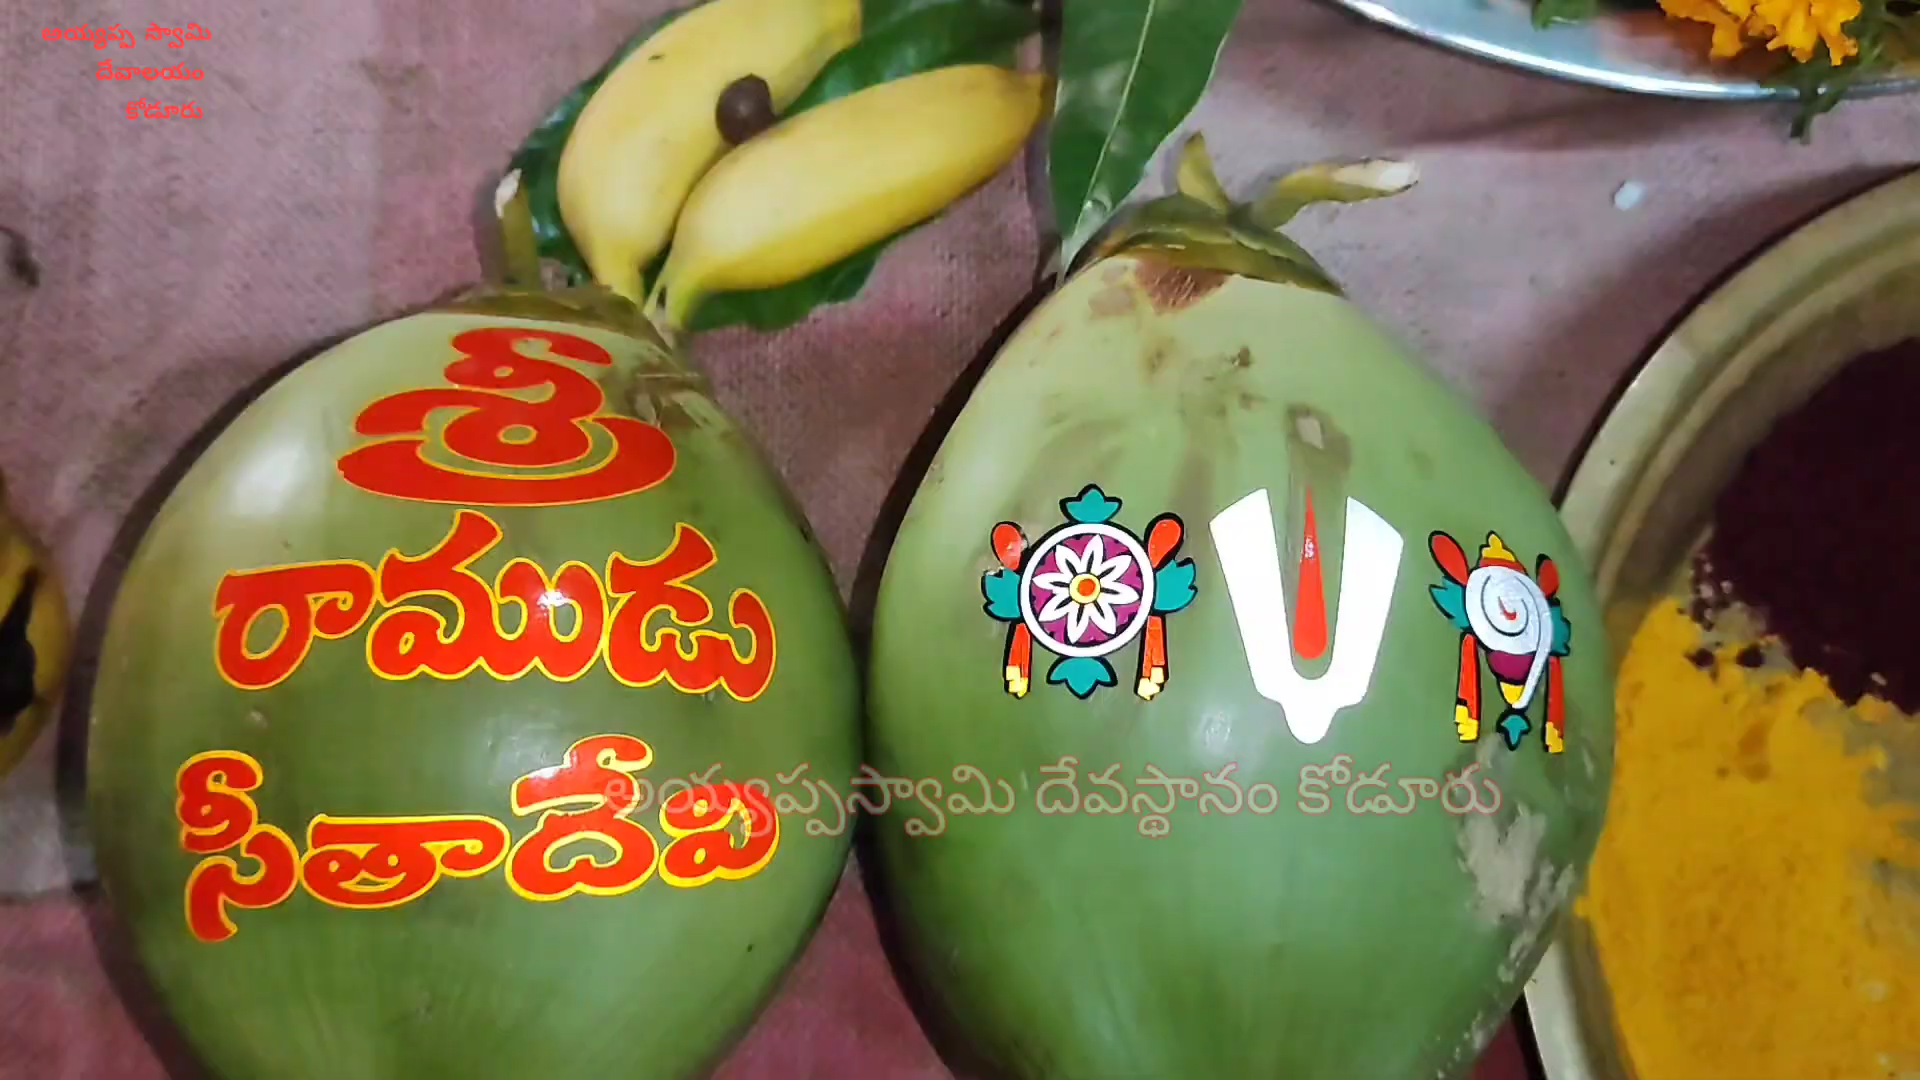 అయ్యప్ప స్వామి
దేవాలయం
కోడూరు
శ్రీ
రాముడు
సీతాదేవి
అయ్యప్పస్వామి దేవస్థానం కోడూరు